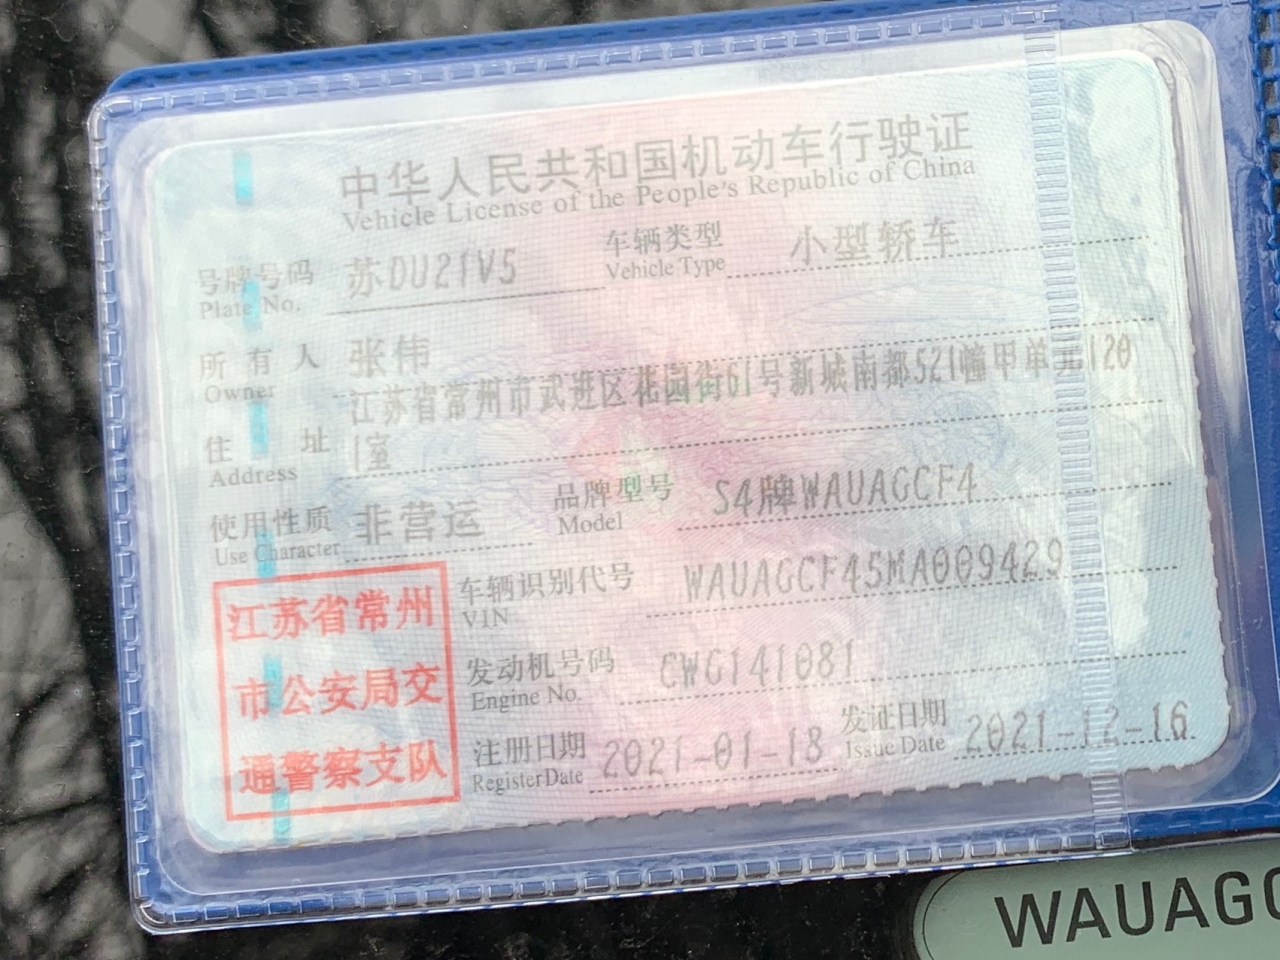 中华人民共和国机动车行驶证
Vehicle License of the People's Republic of China
号牌号码 苏DU21V5 车辆类型 小型轿车
Plate No. Vehicle Type
所有人 张伟
Owner
江苏省常州市武进区花园街61号新城南都521幢甲单元120
住址 1室
Address
使用性质 非营运 品牌型号 S4牌WAUAGCF4
Use Character Model
车辆识别代号 WAUAGCF45MA009429
VIN
发动机号码 CWG141081
Engine No.
注册日期 2021-01-18 发证日期 2021-12-16
Register Date Issue Date
江苏省常州
市公安局交
通警察支队
WAUAGC